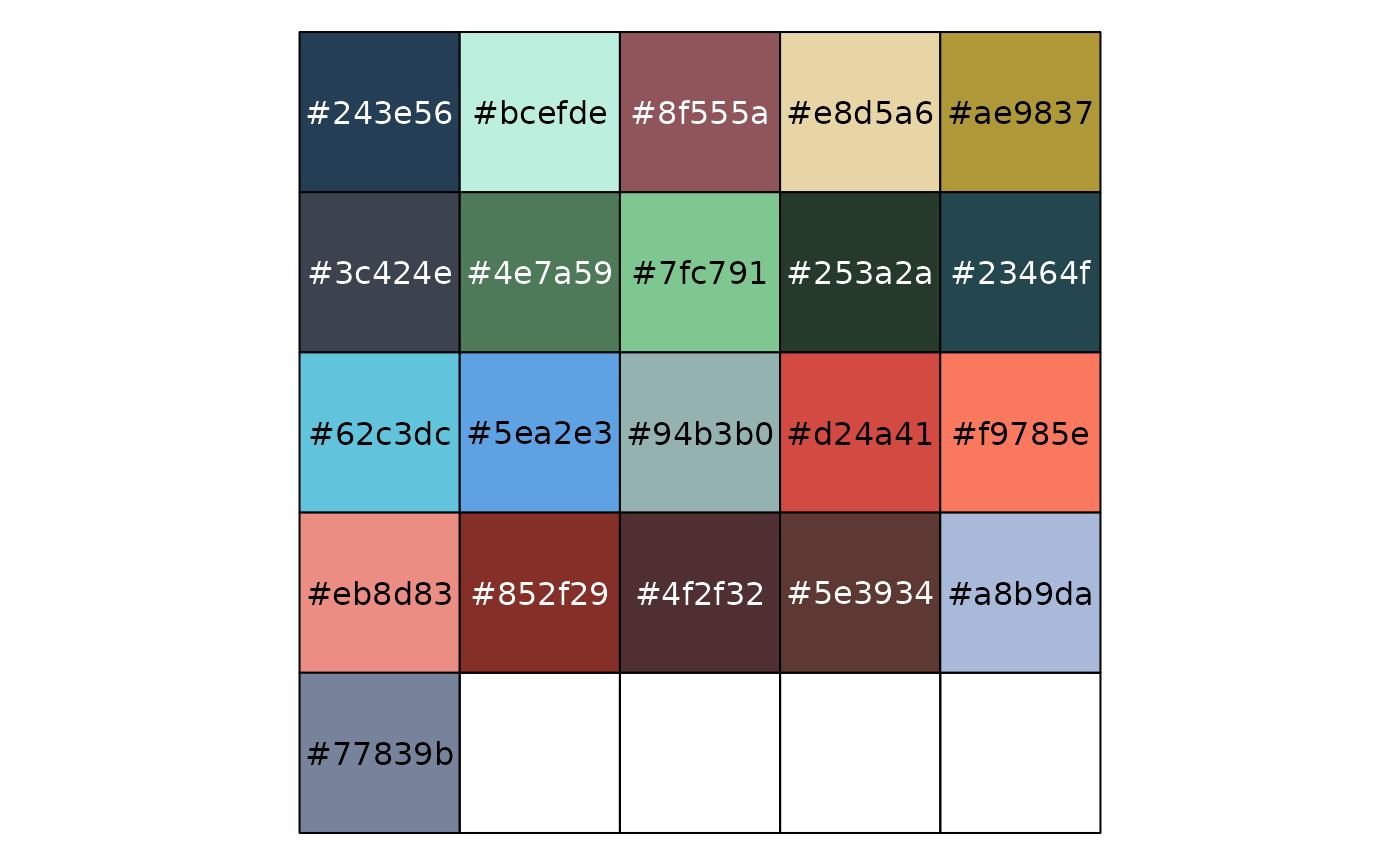 #243e56 #bcefde #8f555a #e8d5a6 #ae9837
#3c424e #4e7a59 #7fc791 #253a2a #23464f
#62c3dc #5ea2e3 #94b3b0 #d24a41 #f9785e
#eb8d83 #852f29 #4f2f32 #5e3934 #a8b9da
#77839b